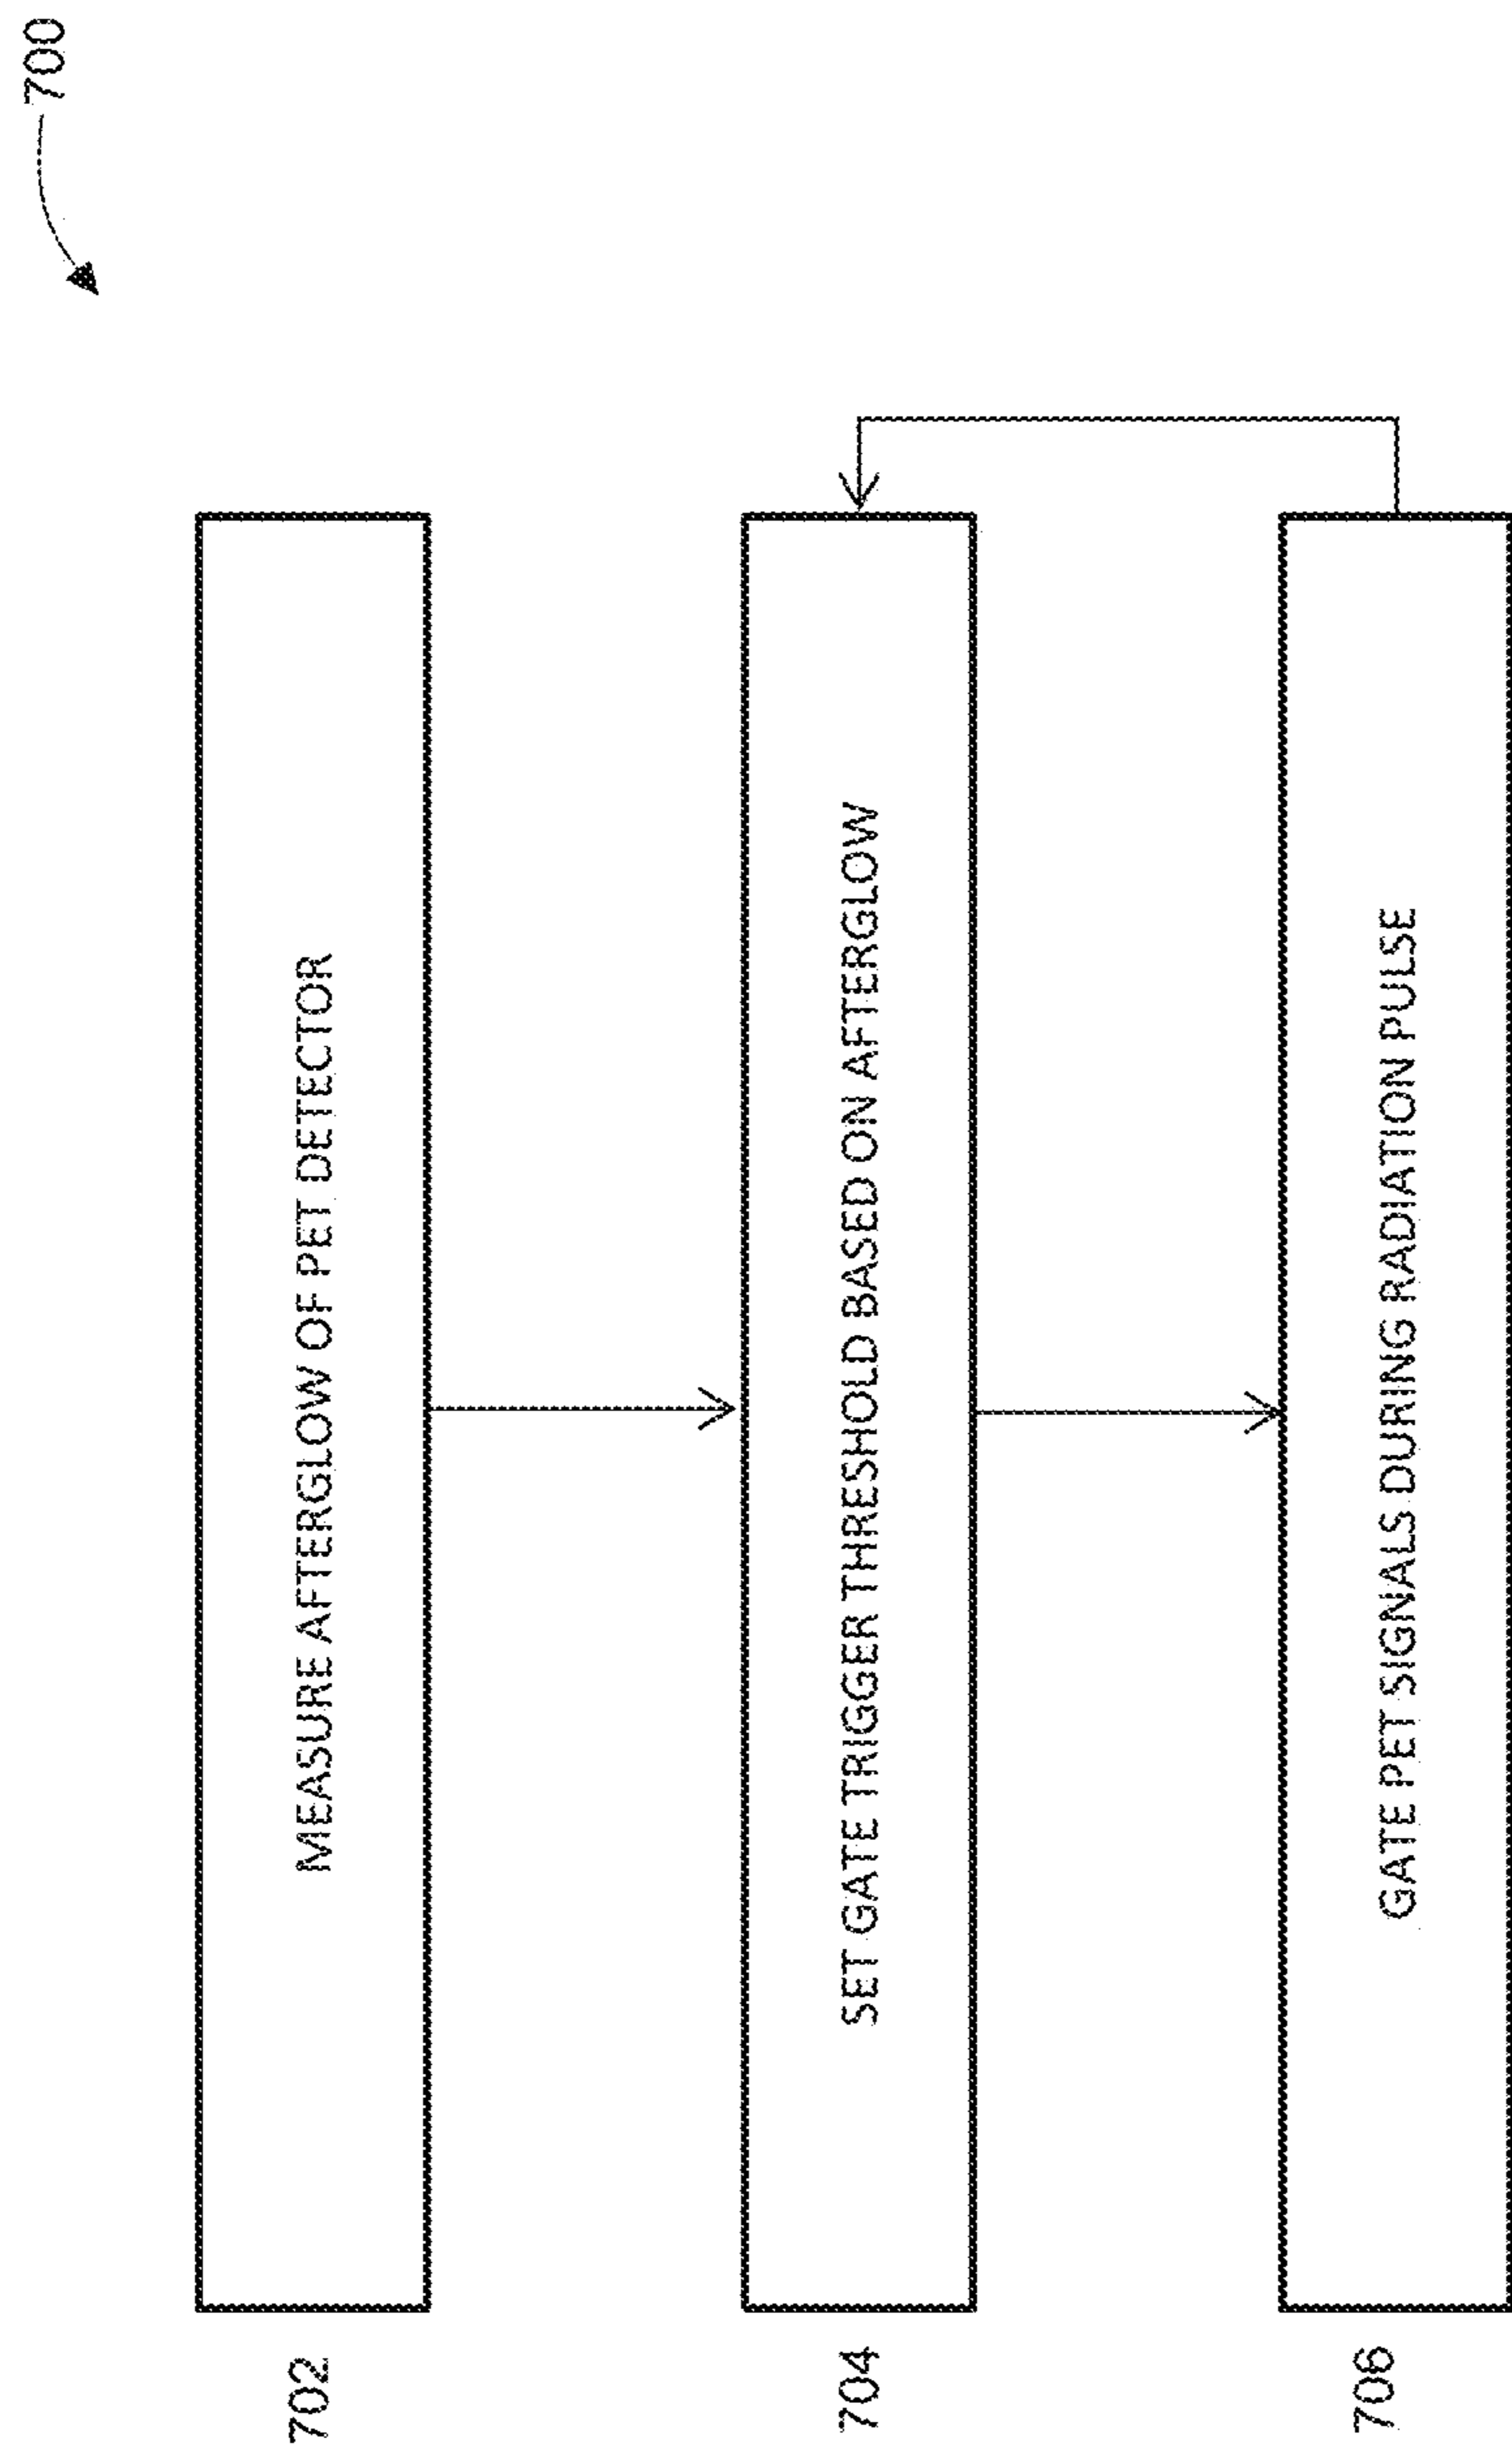 700
702
MEASURE AFTERGLOW OF PET DETECTOR
704
SET GATE TRIGGER THRESHOLD BASED ON AFTERGLOW
706
GATE PET SIGNALS DURING RADIATION PULSE